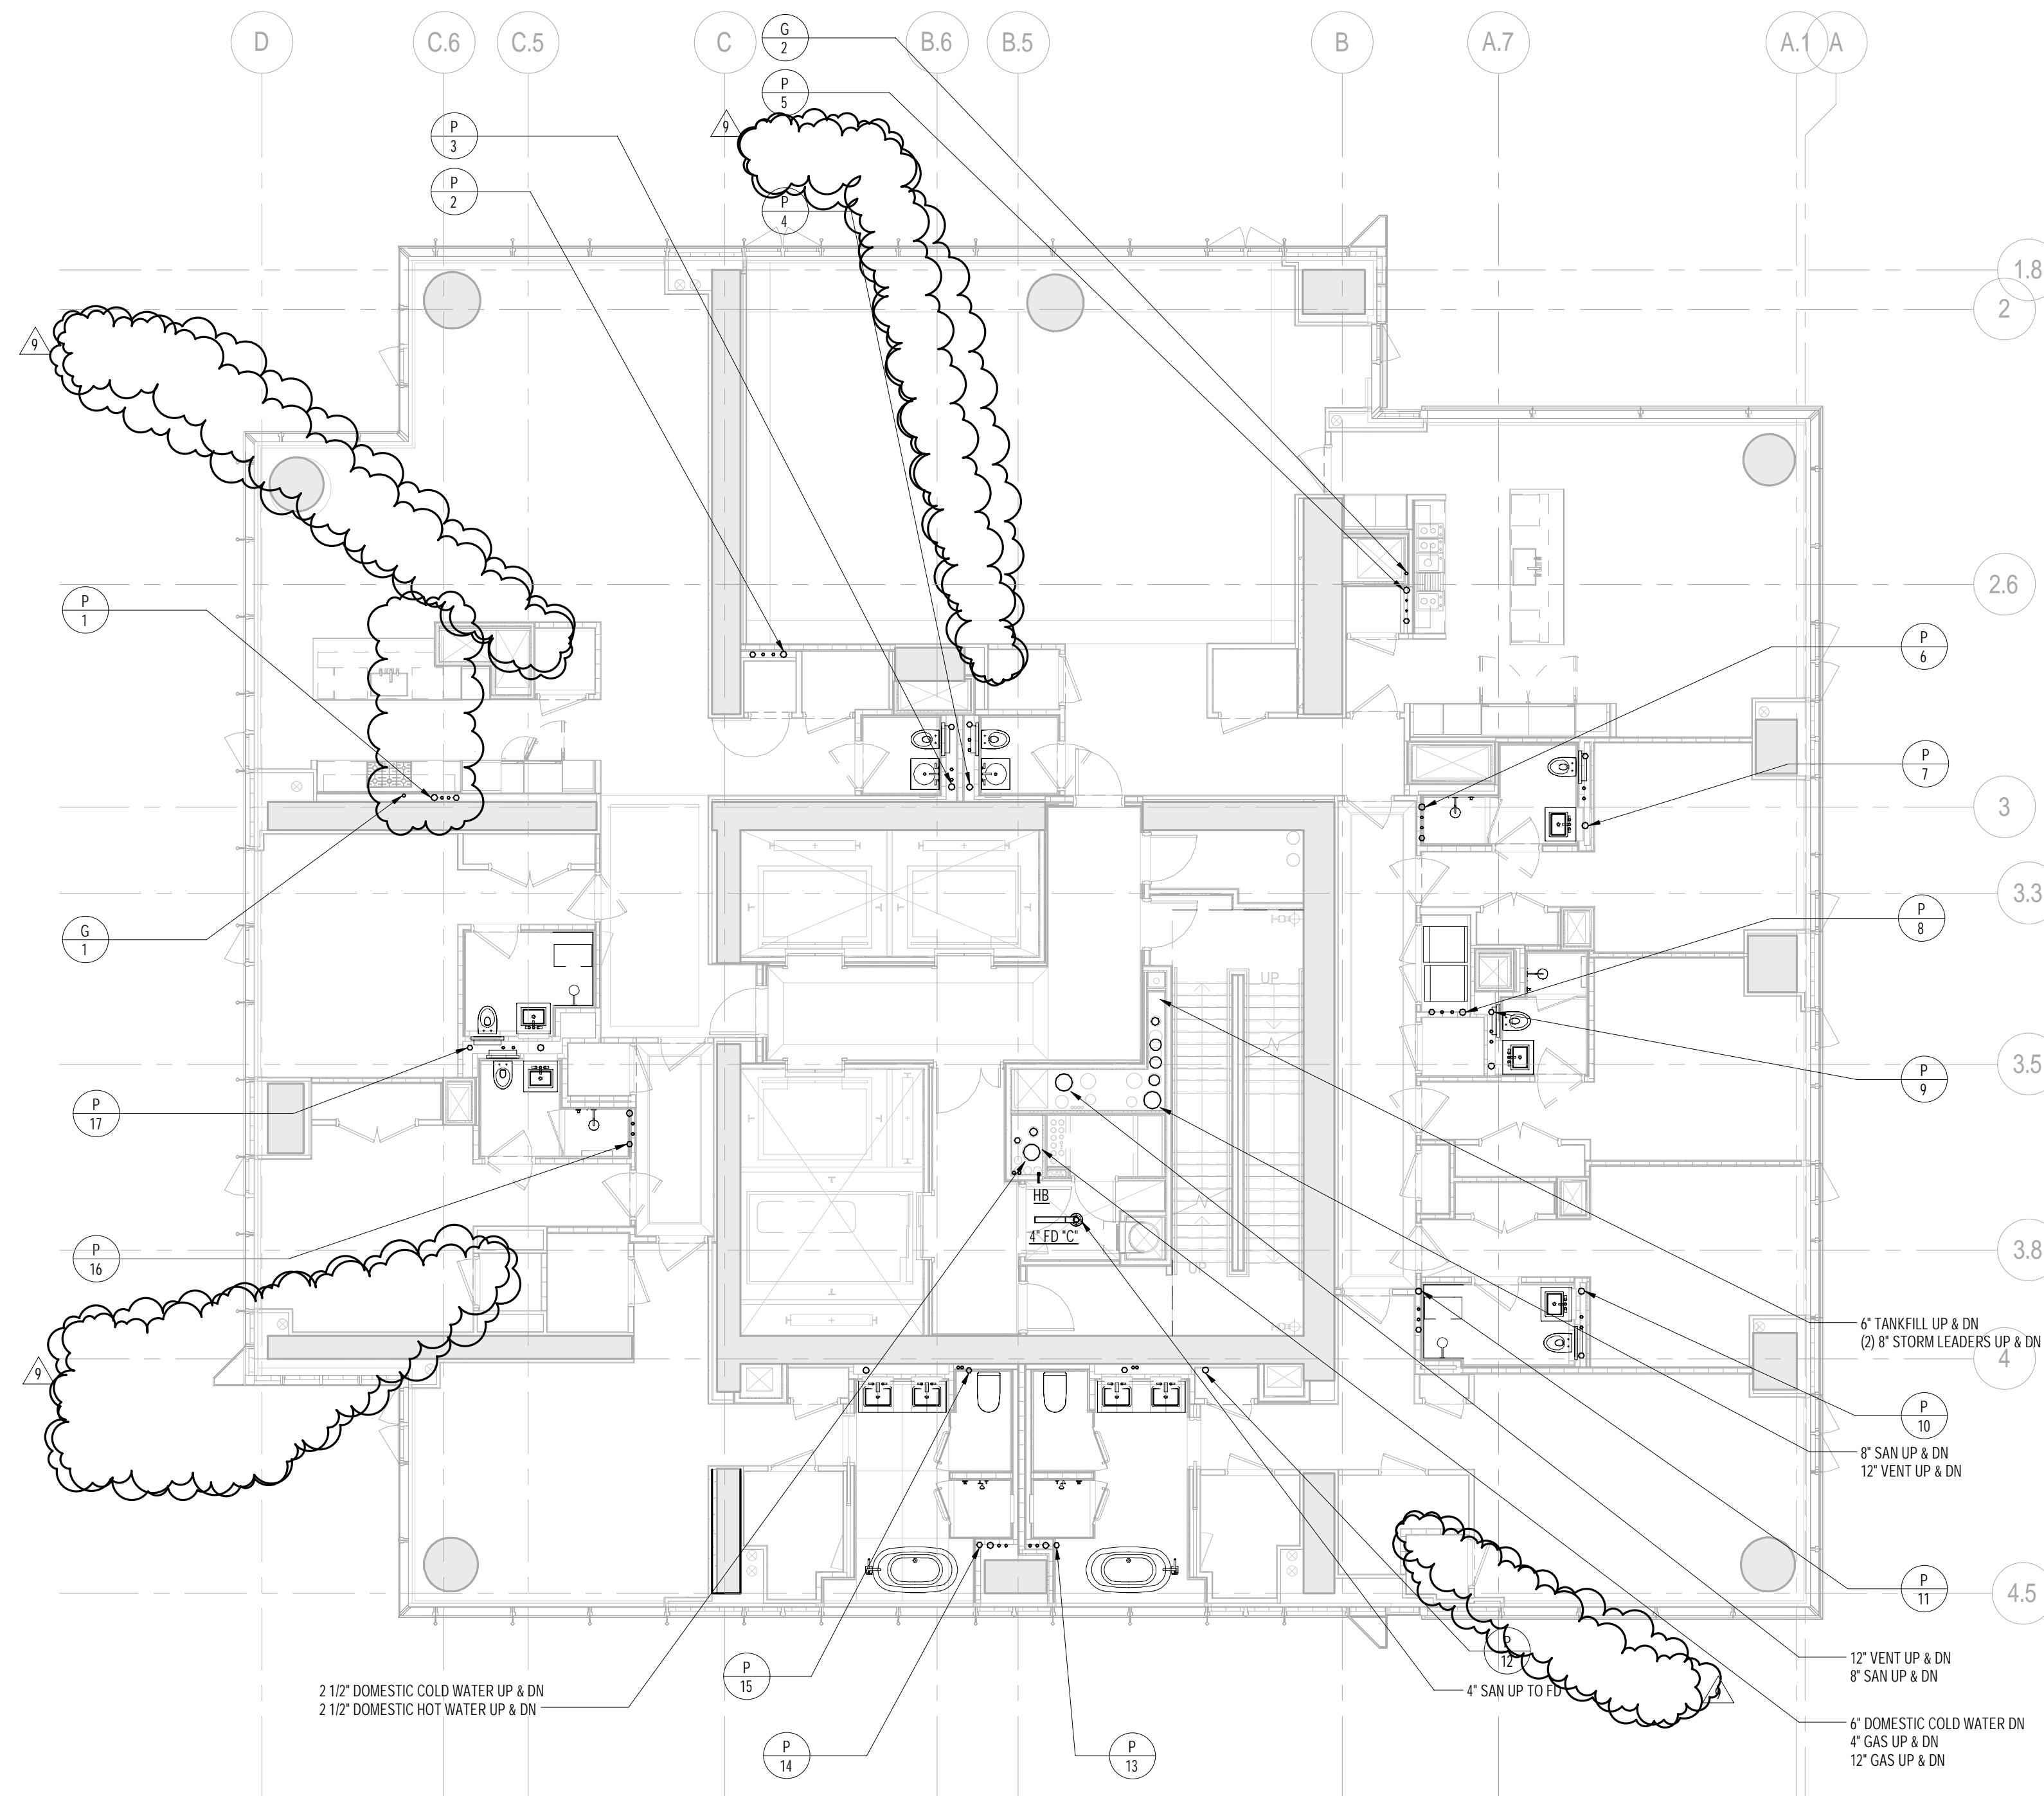 D
C.6
C.5
C
B.6
B.5
B
A.7
A.1
A
G
2
P
5
P
3
9
P
2
P
4
1.8
2
9
2.6
P
1
P
6
P
7
3
3.3
P
8
G
1
UP
3.5
P
9
P
17
HB
4" FD "C"
3.8
P
16
UP
6" TANKFILL UP & DN
(2) 8" STORM LEADERS UP & DN
4
9
P
10
8" SAN UP & DN
12" VENT UP & DN
P
11
4.5
P
12
12" VENT UP & DN
8" SAN UP & DN
P
15
2 1/2" DOMESTIC COLD WATER UP & DN
2 1/2" DOMESTIC HOT WATER UP & DN
4" SAN UP TO FD
9
6" DOMESTIC COLD WATER DN
4" GAS UP & DN
12" GAS UP & DN
P
14
P
13